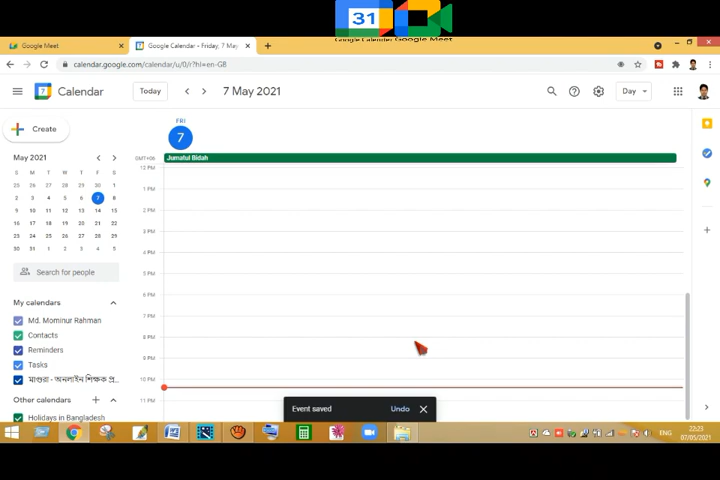 31
Google Calender Google Meet
Google Meet
Google Calendar - Friday, 7 May
calendar.google.com/calendar/u/0/r?hl=en-GB
7
Calendar
Today
7 May 2021
Day
Create
FRI
7
GMT+06
Jumatul Bidah
May 2021
S M T W T F S
25 26 27 28 29 30 1
2 3 4 5 6 7 8
9 10 11 12 13 14 15
16 17 18 19 20 21 22
23 24 25 26 27 28 29
30 31 1 2 3 4 5
12 PM
1 PM
2 PM
3 PM
4 PM
5 PM
6 PM
7 PM
8 PM
9 PM
10 PM
11 PM
Search for people
My calendars
Md. Mominur Rahman
Contacts
Reminders
Tasks
মাগুরা - অনলাইন শিক্ষক প্র...
Other calendars
Holidays in Bangladesh
Event saved
Undo
ENG
22:23
07/05/2021